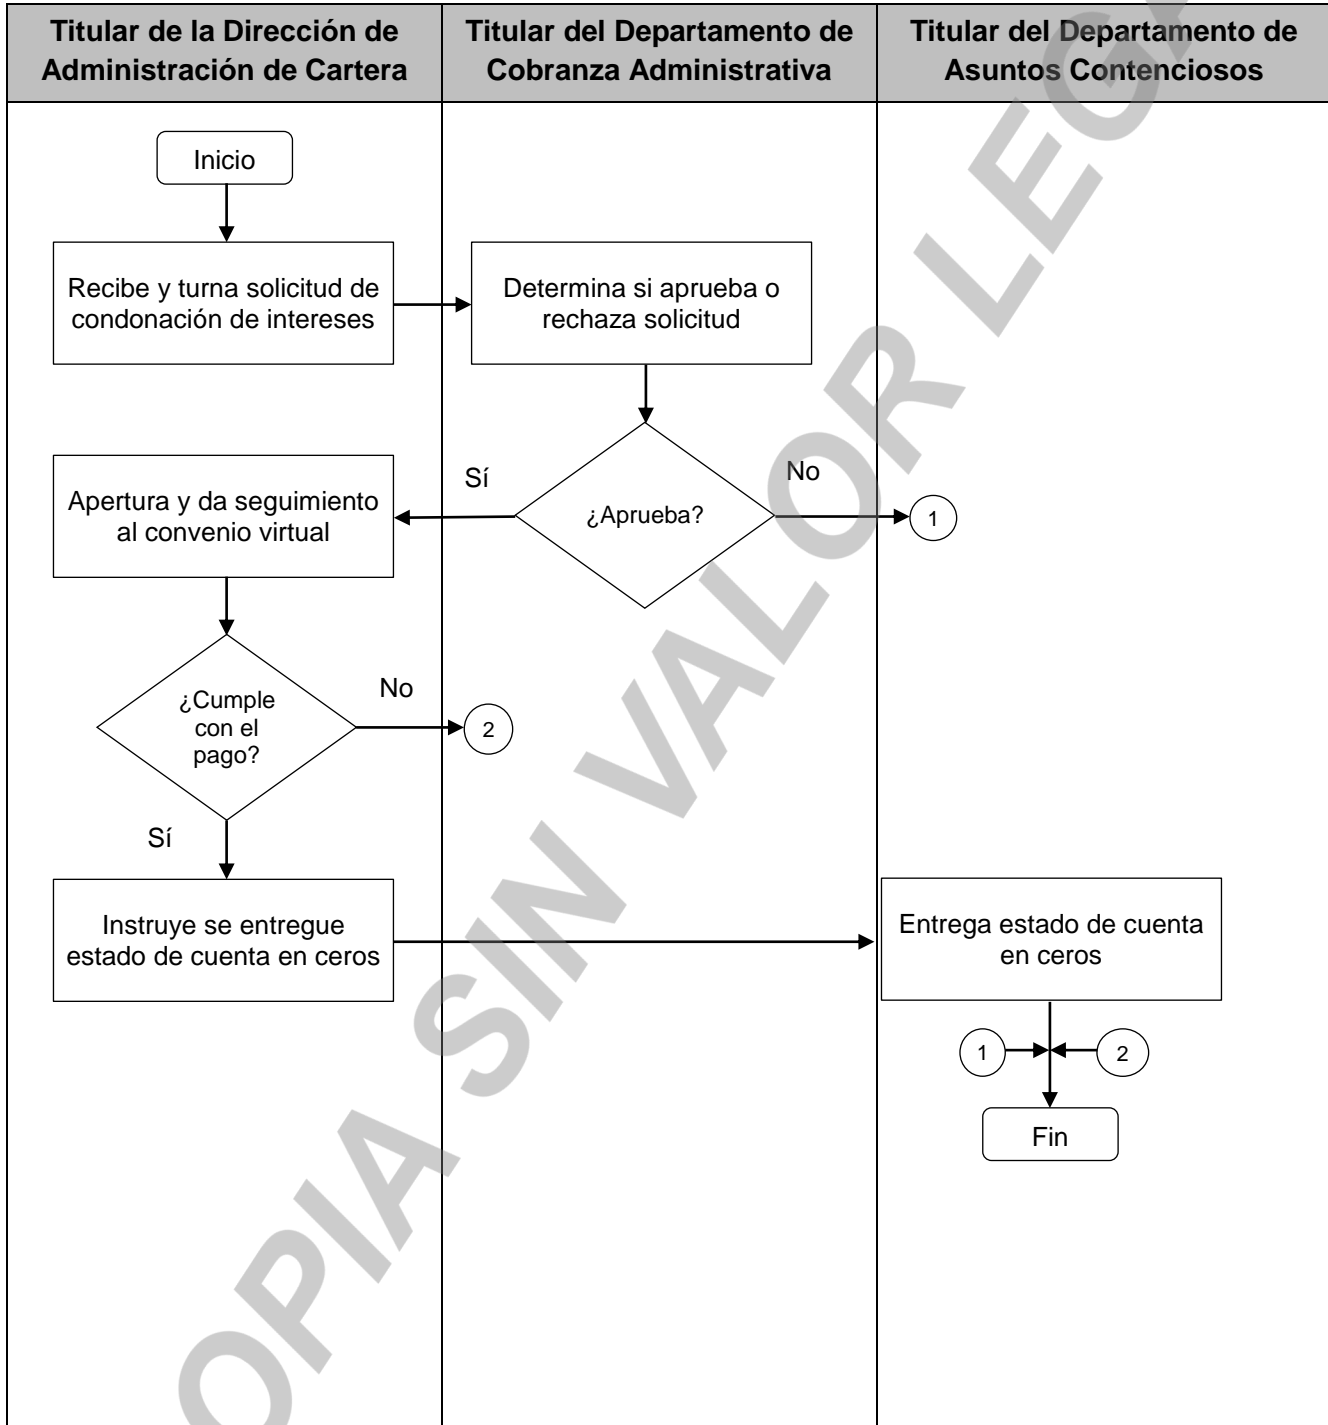 Titular de la Dirección de
Administración de Cartera
Titular del Departamento de
Cobranza Administrativa
Titular del Departamento de
Asuntos Contenciosos
Inicio
Recibe y turna solicitud de
condonación de intereses
Determina si aprueba o
rechaza solicitud
¿Aprueba?
Sí
No
1
Apertura y da seguimiento
al convenio virtual
¿Cumple
con el
pago?
No
2
Sí
Instruye se entregue
estado de cuenta en ceros
Entrega estado de cuenta
en ceros
1
2
Fin
OPIA SIN VALOR LEGA